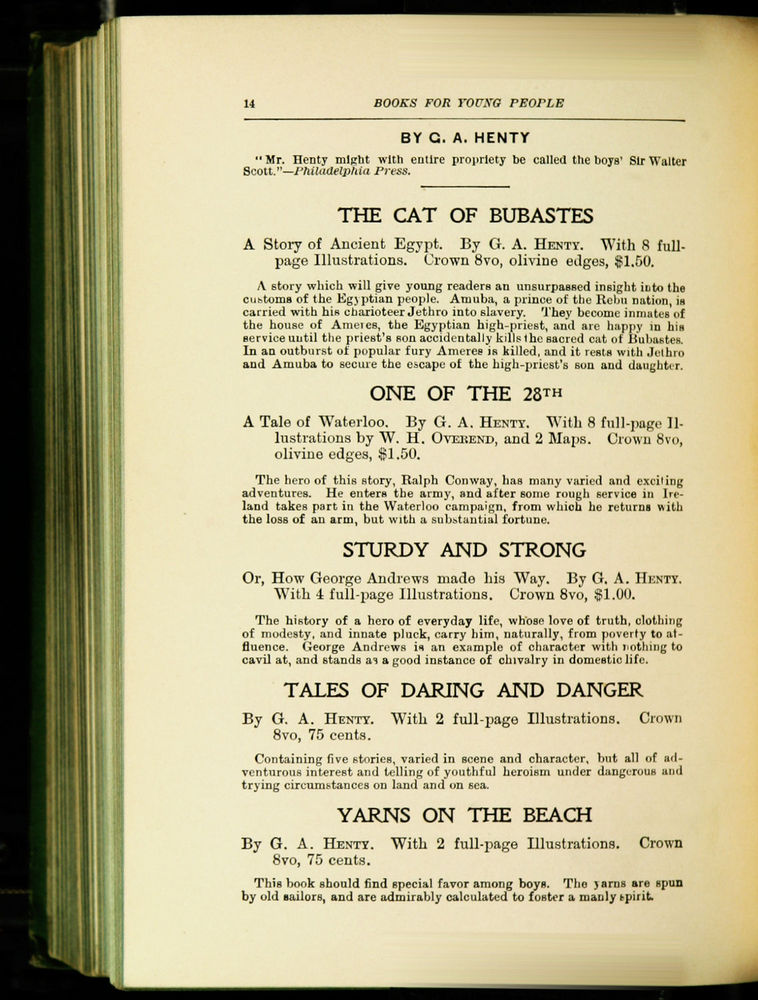 14 BOOKS FOR YOUNG PEOPLE
BY G. A. HENTY
"Mr. Henty might with entire propriety be called the boys' Sir Walter
Scott."—Philadelphia Press.
THE CAT OF BUBASTES
A Story of Ancient Egypt. By G. A. HENTY. With 8 full-
page Illustrations. Crown 8vo, olivine edges, $1.50.
A story which will give young readers an unsurpassed insight into the
customs of the Egyptian people. Amuba, a prince of the Rebu nation, is
carried with his charioteer Jethro into slavery. They become inmates of
the house of Ameres, the Egyptian high-priest, and are happy in his
service until the priest's son accidentally kills the sacred cat of Bubastes.
In an outburst of popular fury Ameres is killed, and it rests with Jethro
and Amuba to secure the escape of the high-priest's son and daughter.
ONE OF THE 28TH
A Tale of Waterloo. By G. A. HENTY. With 8 full-page Il-
lustrations by W. H. OVEREND, and 2 Maps. Crown 8vo,
olivine edges, $1.50.
The hero of this story, Ralph Conway, has many varied and exciting
adventures. He enters the army, and after some rough service in Ire-
land takes part in the Waterloo campaign, from which he returns with
the loss of an arm, but with a substantial fortune.
STURDY AND STRONG
Or, How George Andrews made his Way. By G. A. HENTY.
With 4 full-page Illustrations. Crown 8vo, $1.00.
The history of a hero of everyday life, whose love of truth, clothing
of modesty, and innate pluck, carry him, naturally, from poverty to af-
fluence. George Andrews is an example of character with nothing to
cavil at, and stands as a good instance of chivalry in domestic life.
TALES OF DARING AND DANGER
By G. A. HENTY. With 2 full-page Illustrations. Crown
8vo, 75 cents.
Containing five stories, varied in scene and character, but all of ad-
venturous interest and telling of youthful heroism under dangerous and
trying circumstances on land and on sea.
YARNS ON THE BEACH
By G. A. HENTY. With 2 full-page Illustrations. Crown
8vo, 75 cents.
This book should find special favor among boys. The yarns are spun
by old sailors, and are admirably calculated to foster a manly spirit.